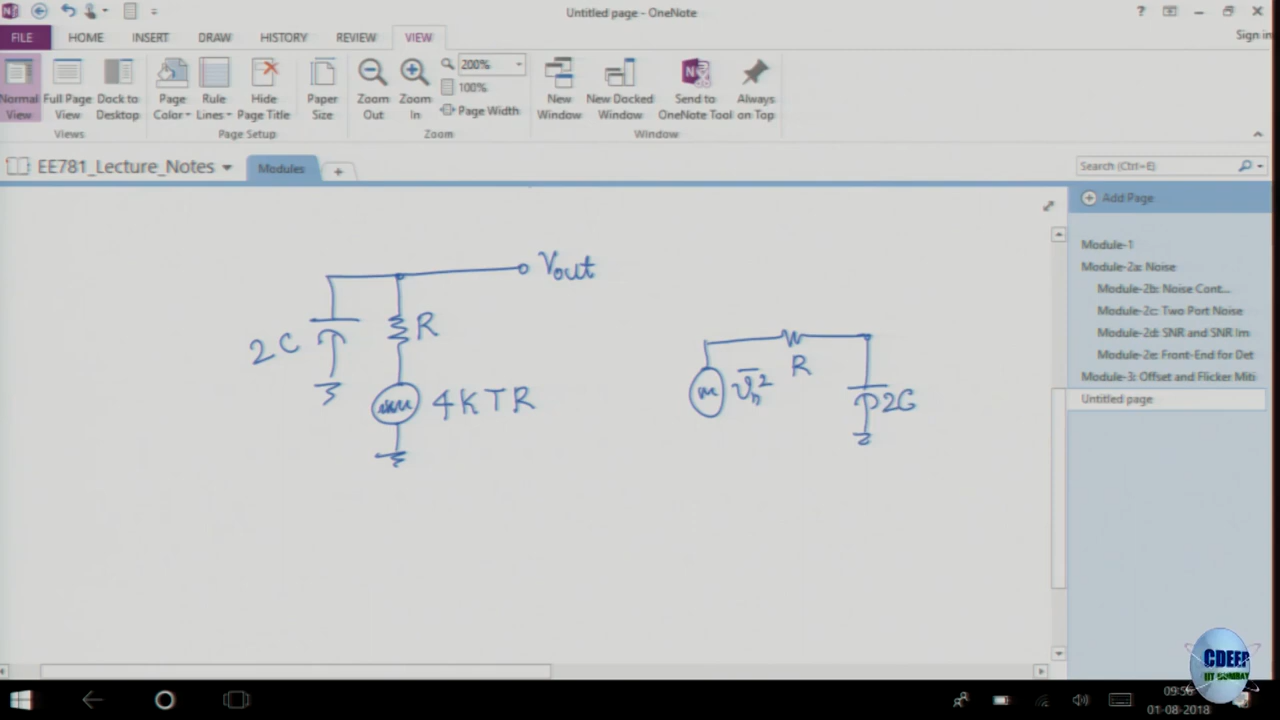 Untitled page - OneNote
Sign in
FILE HOME INSERT DRAW HISTORY REVIEW VIEW
Normal View
Full Page View
Dock to Desktop
Page Color
Rule Lines
Hide Page Title
Paper Size
Zoom Out
Zoom In
200%
100%
Page Width
New Window
New Docked Window
Send to OneNote Tool
Always on Top
Views
Page Setup
Zoom
Window
EE781_Lecture_Notes
Modules
Search (Ctrl+E)
Add Page
Module-1
Module-2a: Noise
Module-2b: Noise Cont...
Module-2c: Two Port Noise
Module-2d: SNR and SNR Im
Module-2e: Front-End for Det
Module-3: Offset and Flicker Miti
Untitled page
Vout
2C
R
4KTR
R
2C
CDEEP
IIT BOMBAY
09:56
01-08-2018